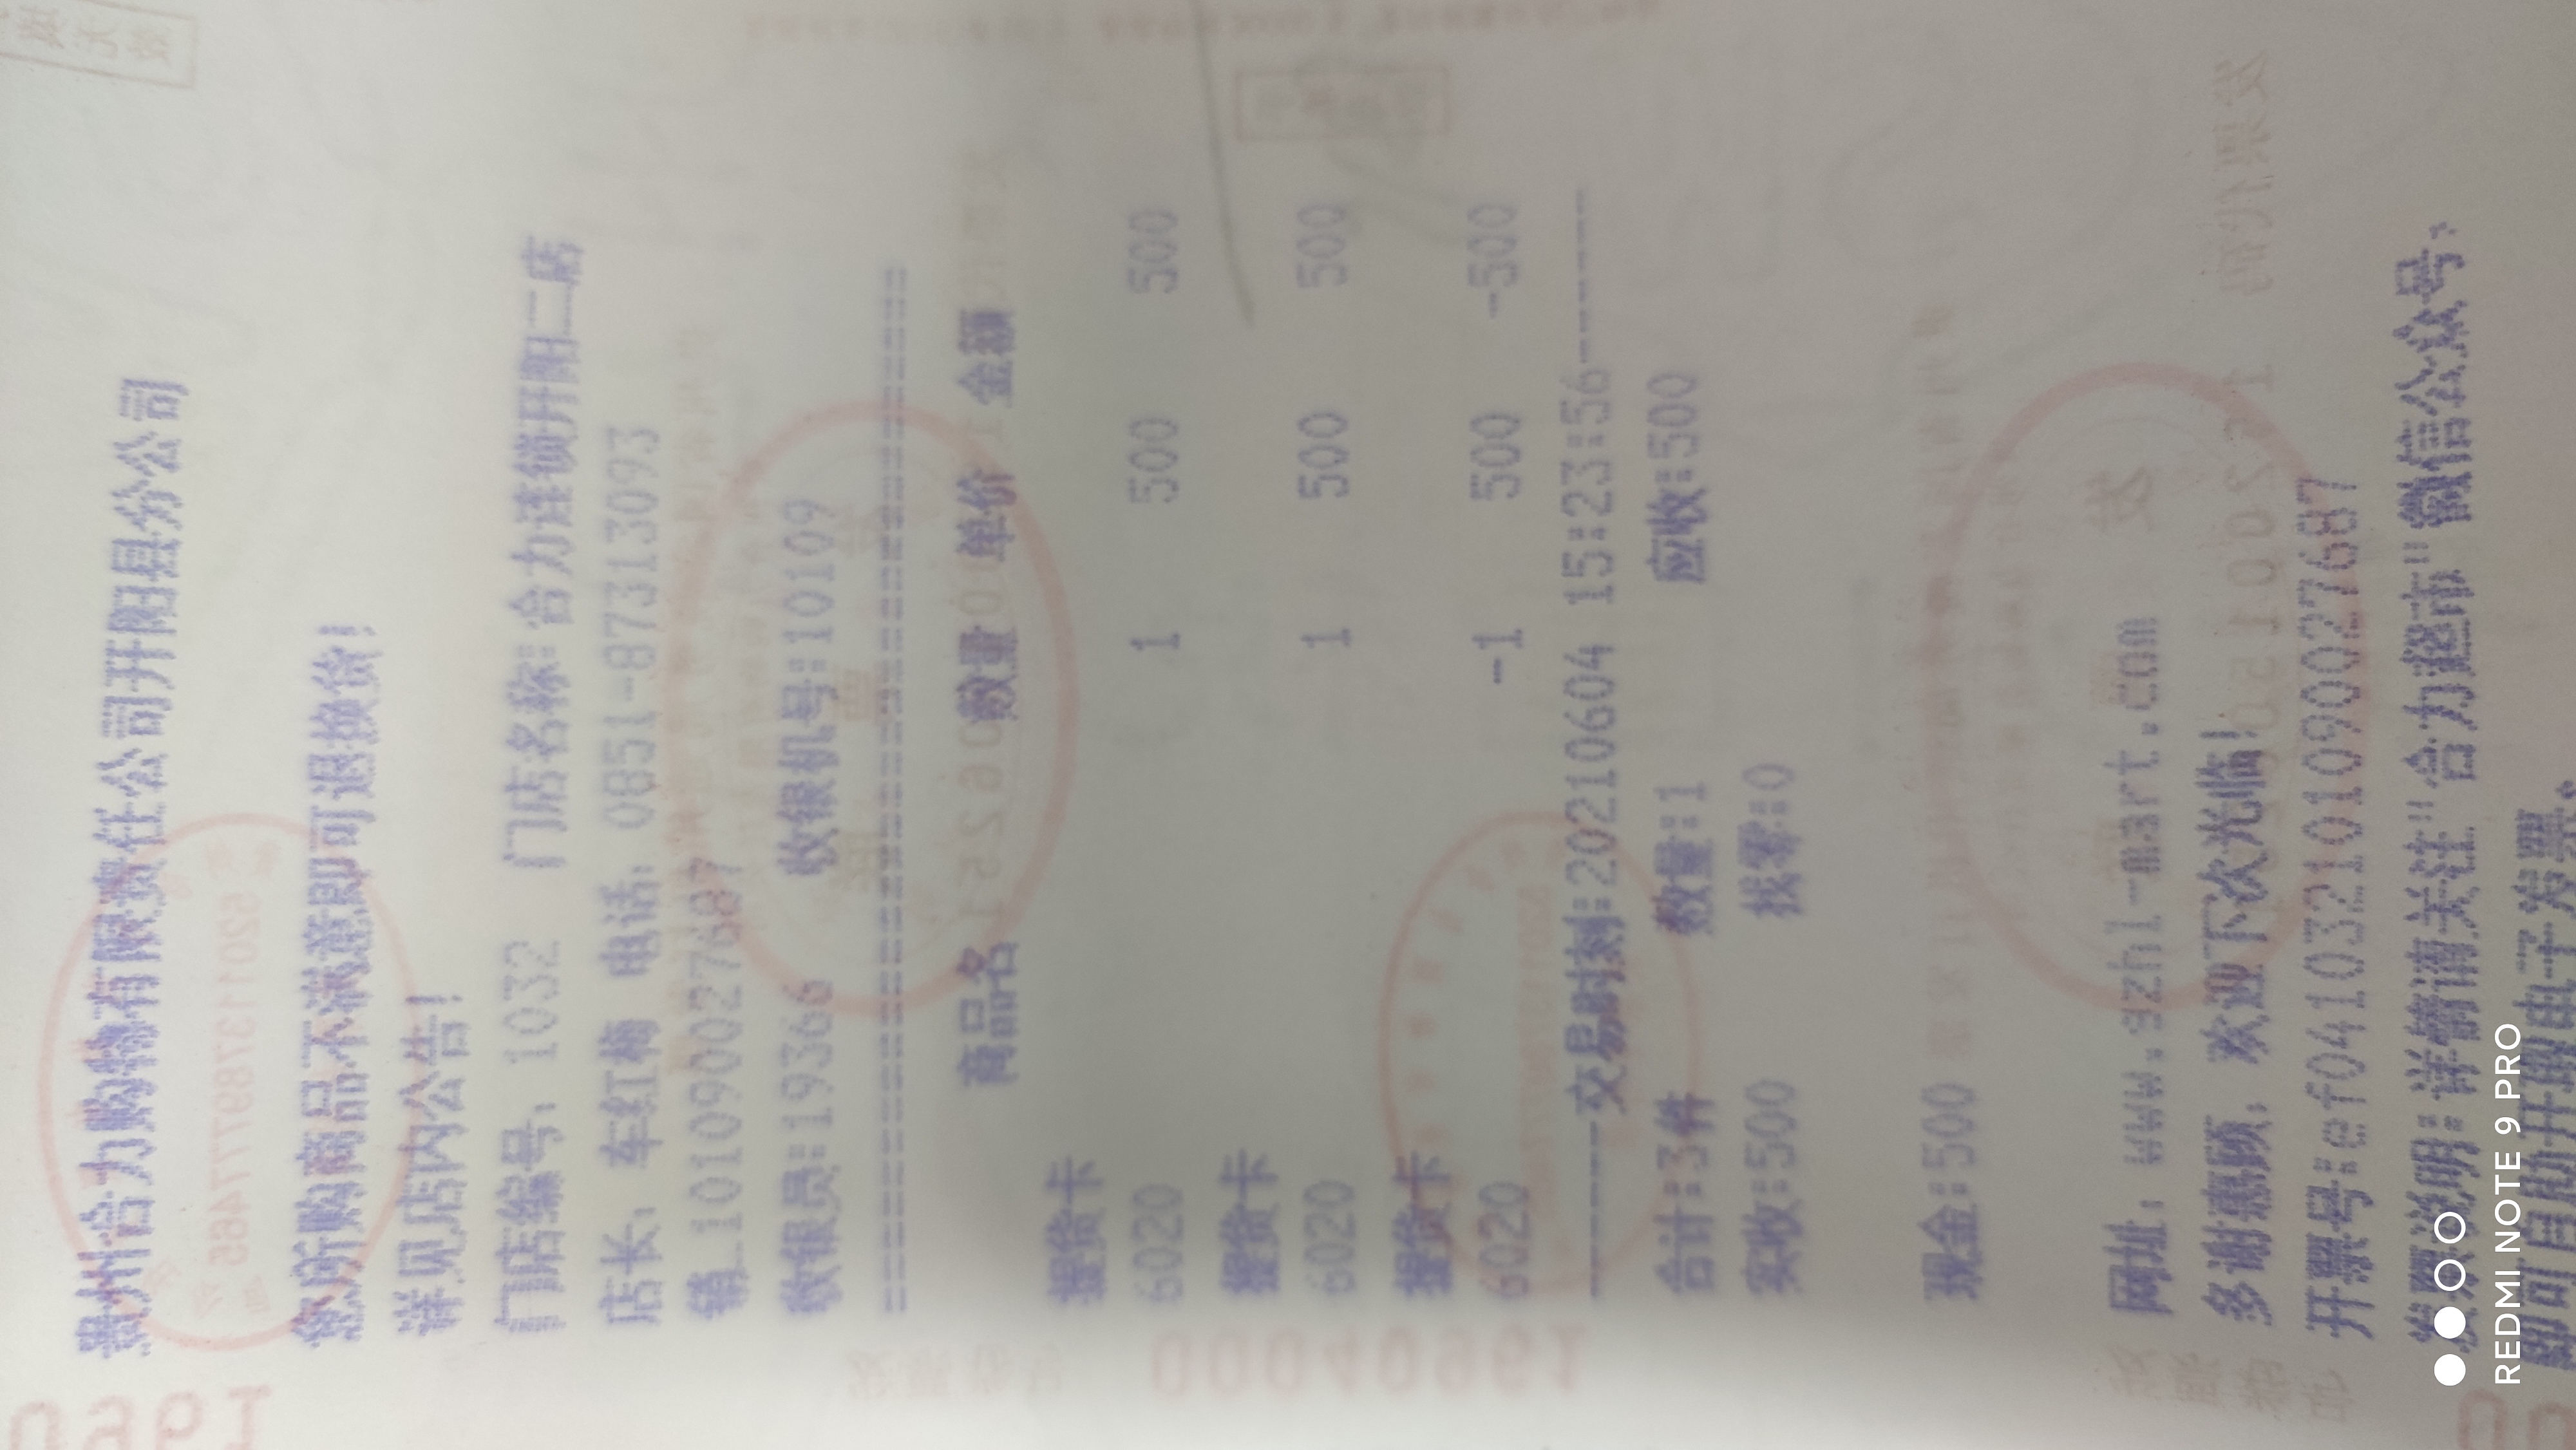 贵州合力购物有限责任公司开阳县分公司
您所购商品不满意即可退换货!
详见店内公告!
门店编号: 1032 门店名称: 合力连锁开阳二店
店长: 车红梅 电话: 0851-87313093
1010900276
收银员:19366 收银机号:10109
==============================
商品名 数量 单价 金额
提货卡
6020 1 500 500
提货卡
6020 1 500 500
提货卡
6020 -1 500 -500
--------交易时刻:20210604 15:23:56--------
合计:3件 数量:1 应收:500
实收:500 找零:0
现金:500
网址: www.gzhl-mart.com
多谢惠顾, 欢迎下次光临!
开票号:ef041032101090027687
发票说明:详情请关注"合力超市"微信公众号,
即可自助开具电子发票。
00040961
REDMI NOTE 9 PRO